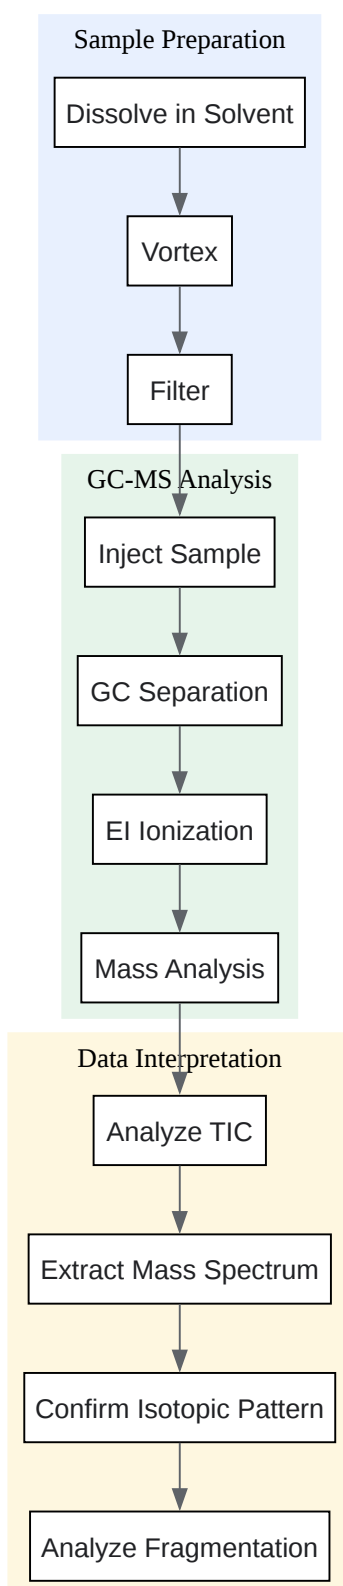 Sample Preparation
Dissolve in Solvent
Vortex
Filter
GC-MS Analysis
Inject Sample
GC Separation
EI Ionization
Mass Analysis
Data Interpretation
Analyze TIC
Extract Mass Spectrum
Confirm Isotopic Pattern
Analyze Fragmentation